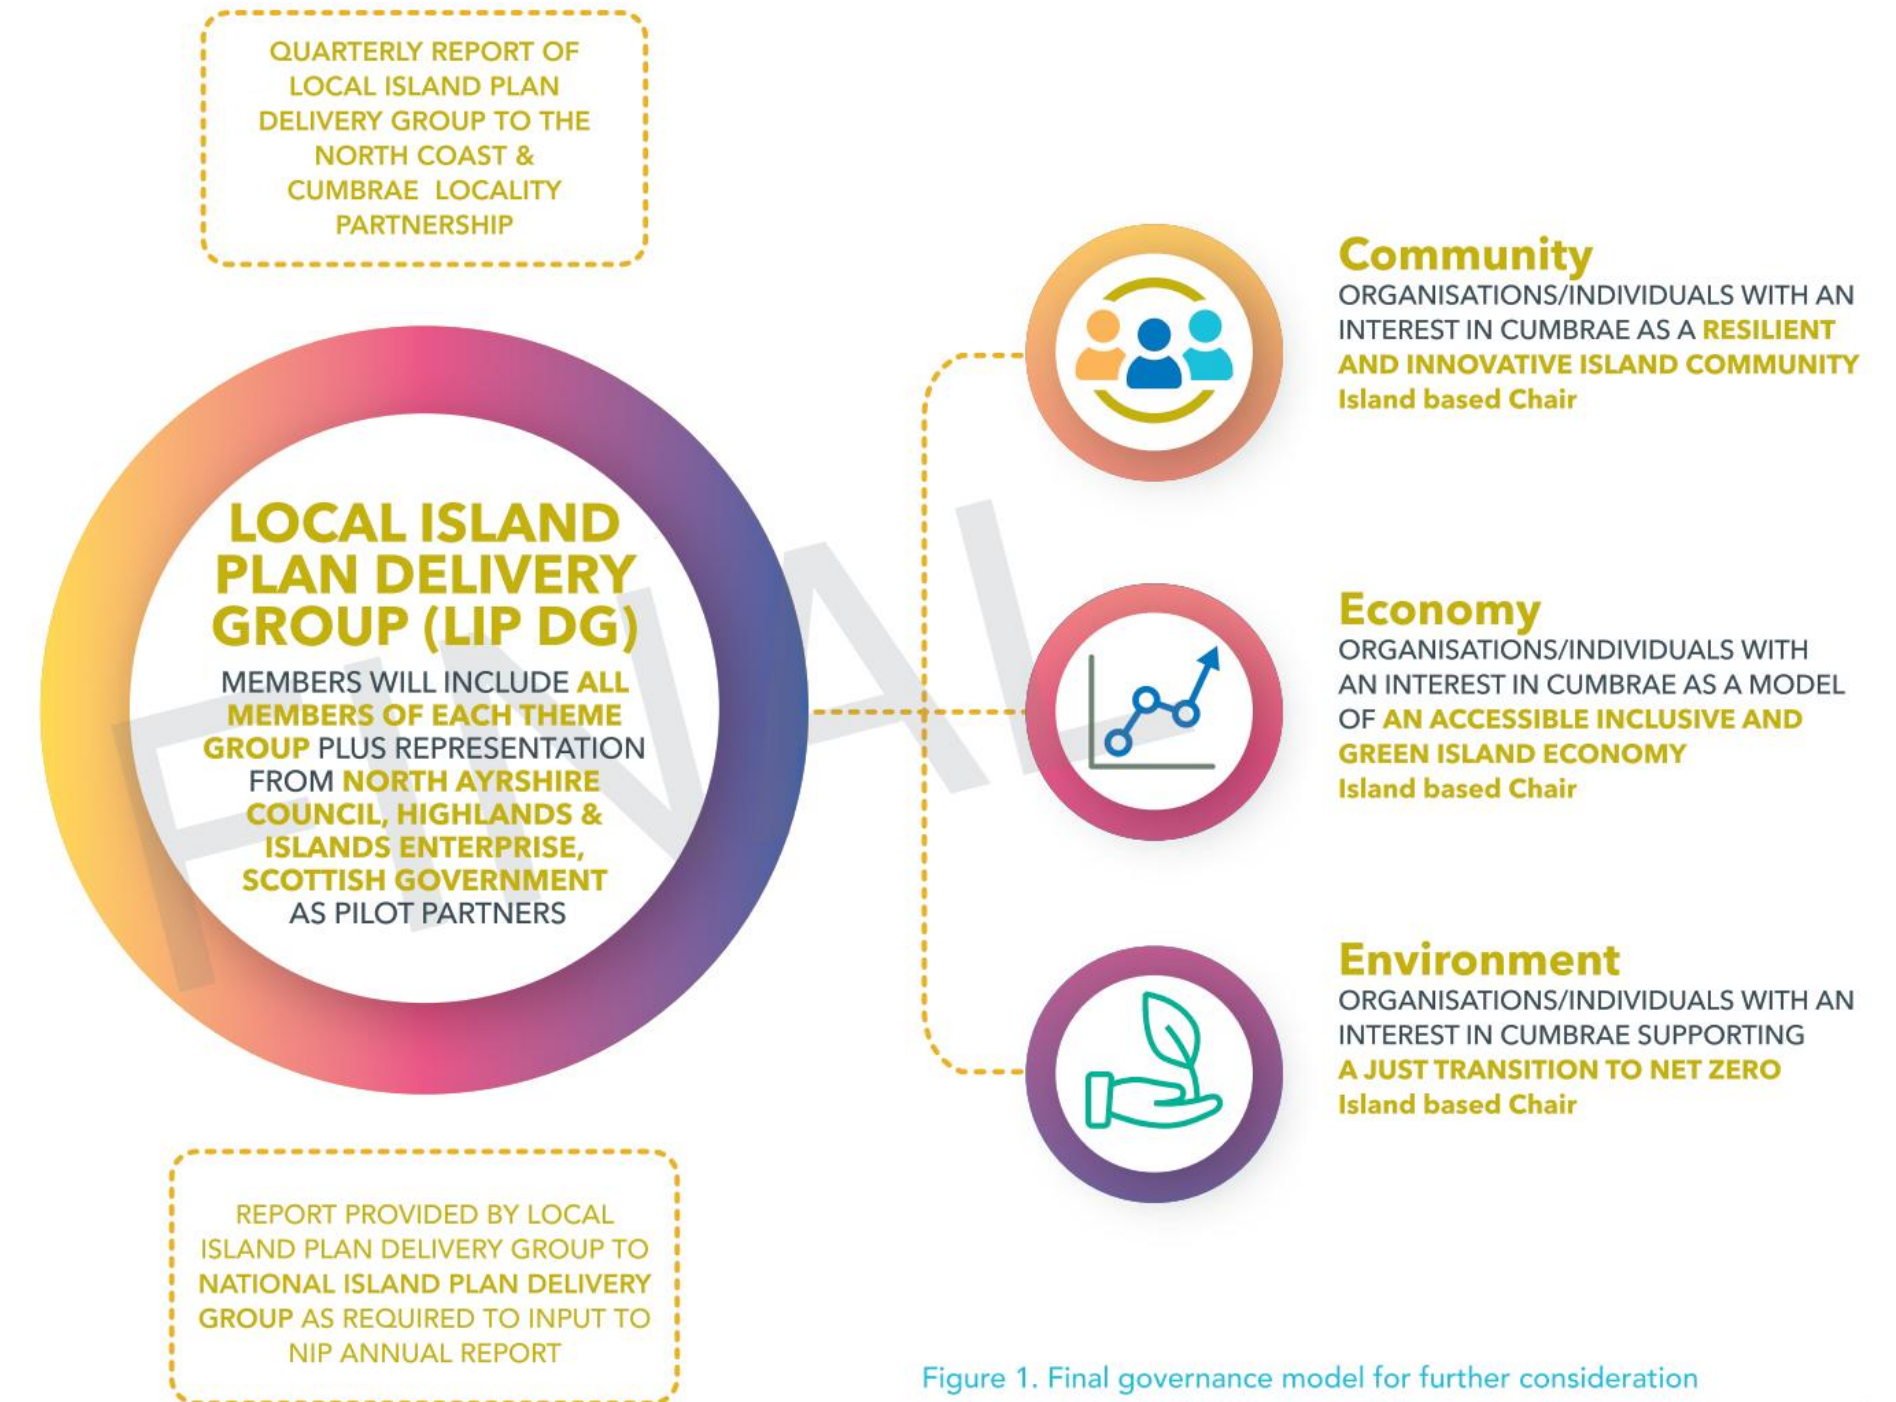 QUARTERLY REPORT OF
LOCAL ISLAND PLAN
DELIVERY GROUP TO THE
NORTH COAST &
CUMBRAE LOCALITY
PARTNERSHIP
LOCAL ISLAND
PLAN DELIVERY
GROUP (LIP DG)
MEMBERS WILL INCLUDE ALL
MEMBERS OF EACH THEME
GROUP PLUS REPRESENTATION
FROM NORTH AYRSHIRE
COUNCIL, HIGHLANDS &
ISLANDS ENTERPRISE,
SCOTTISH GOVERNMENT
AS PILOT PARTNERS
FINAL
REPORT PROVIDED BY LOCAL
ISLAND PLAN DELIVERY GROUP TO
NATIONAL ISLAND PLAN DELIVERY
GROUP AS REQUIRED TO INPUT TO
NIP ANNUAL REPORT
Community
ORGANISATIONS/INDIVIDUALS WITH AN
INTEREST IN CUMBRAE AS A RESILIENT
AND INNOVATIVE ISLAND COMMUNITY
Island based Chair
Economy
ORGANISATIONS/INDIVIDUALS WITH
AN INTEREST IN CUMBRAE AS A MODEL
OF AN ACCESSIBLE INCLUSIVE AND
GREEN ISLAND ECONOMY
Island based Chair
Environment
ORGANISATIONS/INDIVIDUALS WITH AN
INTEREST IN CUMBRAE SUPPORTING
A JUST TRANSITION TO NET ZERO
Island based Chair
Figure 1. Final governance model for further consideration